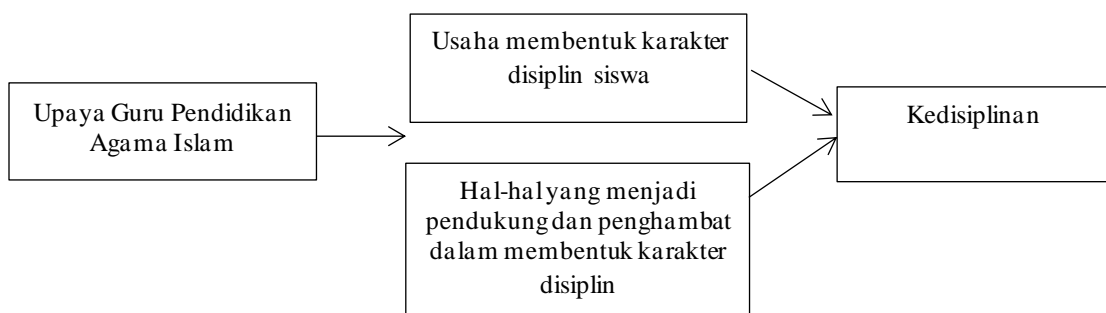 Upaya Guru Pendidikan
Agama Islam
Usaha membentuk karakter
disiplin siswa
Hal-hal yang menjadi
pendukung dan penghambat
dalam membentuk karakter
disiplin
Kedisiplinan